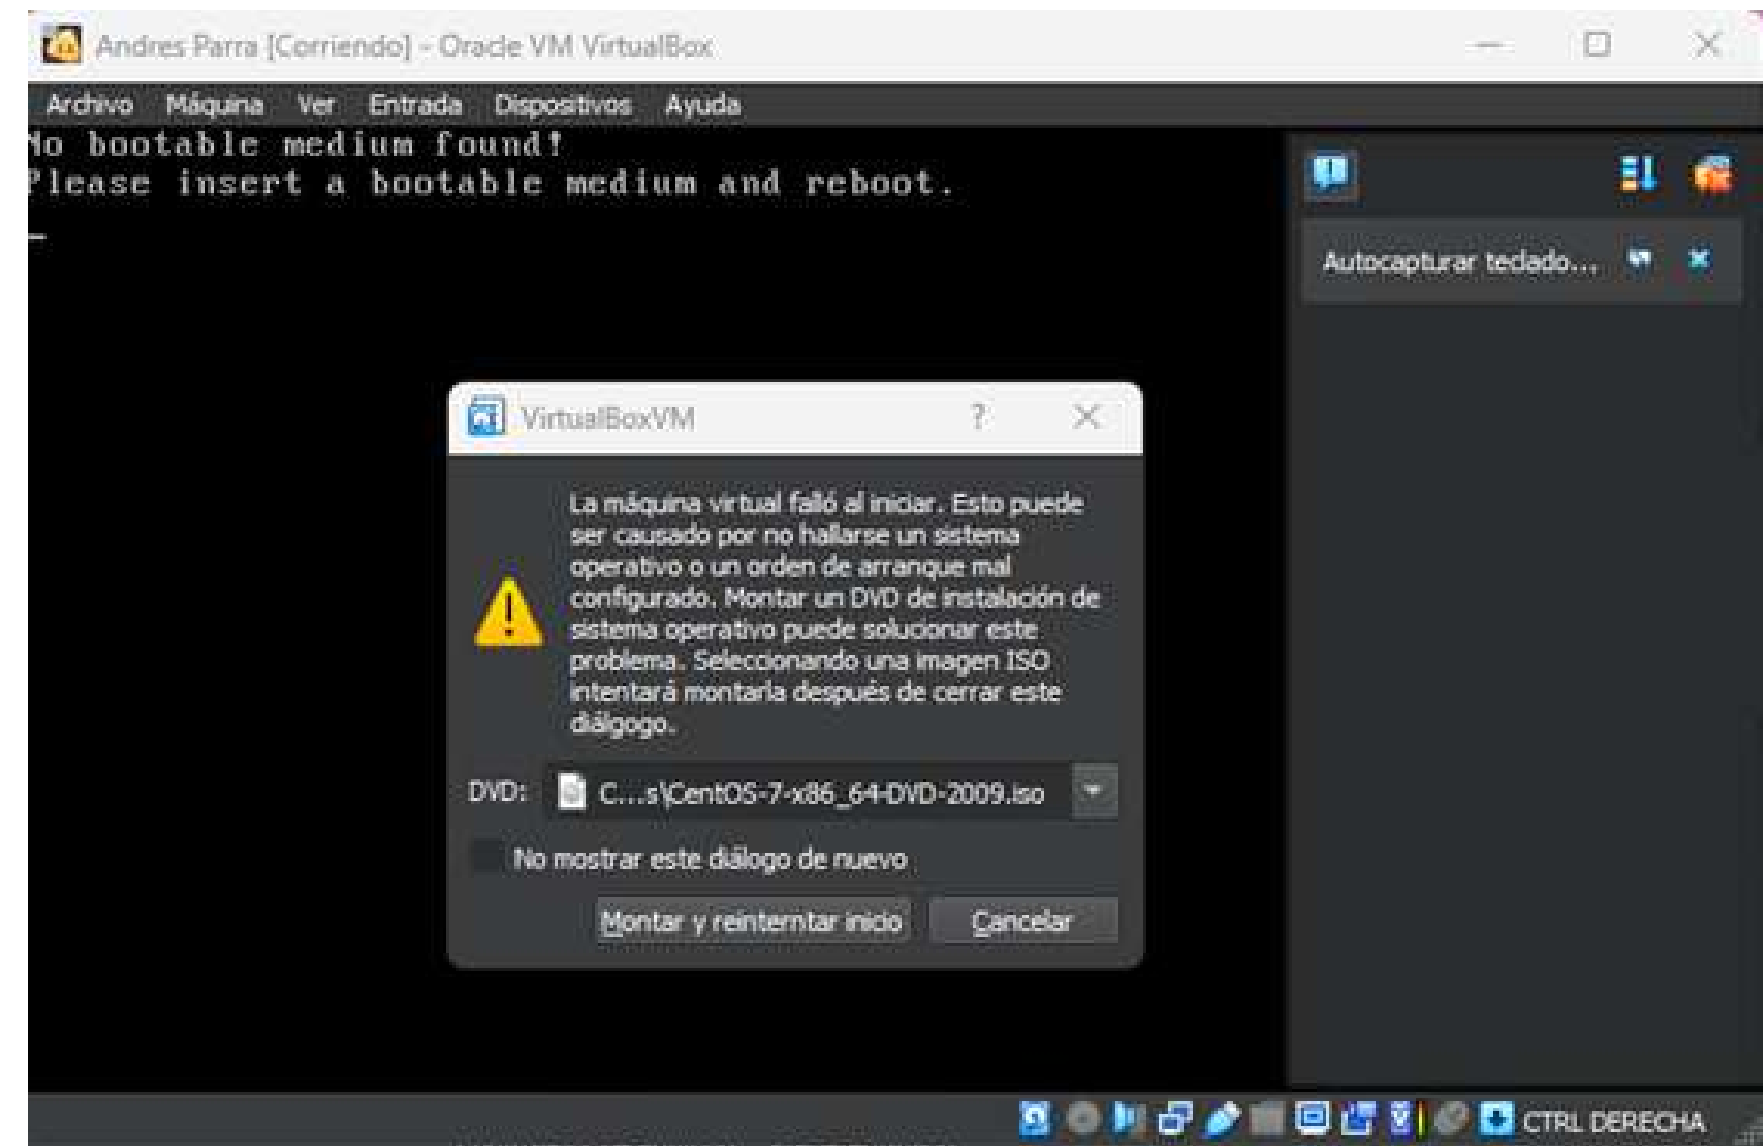 Andres Parra [Corriendo] - Oracle VM VirtualBox
Archivo Máquina Ver Entrada Dispositivos Ayuda
No bootable medium found!
Please insert a bootable medium and reboot.
_
Autocapturar teclado...
VirtualBoxVM
La máquina virtual falló al iniciar. Esto puede
ser causado por no hallarse un sistema
operativo o un orden de arranque mal
configurado. Montar un DVD de instalación de
sistema operativo puede solucionar este
problema. Seleccionando una imagen ISO
intentará montarla después de cerrar este
diálgogo.
DVD: C...s\CentOS-7-x86_64-DVD-2009.iso
No mostrar este diálogo de nuevo
Montar y reinterntar inicio Cancelar
CTRL DERECHA